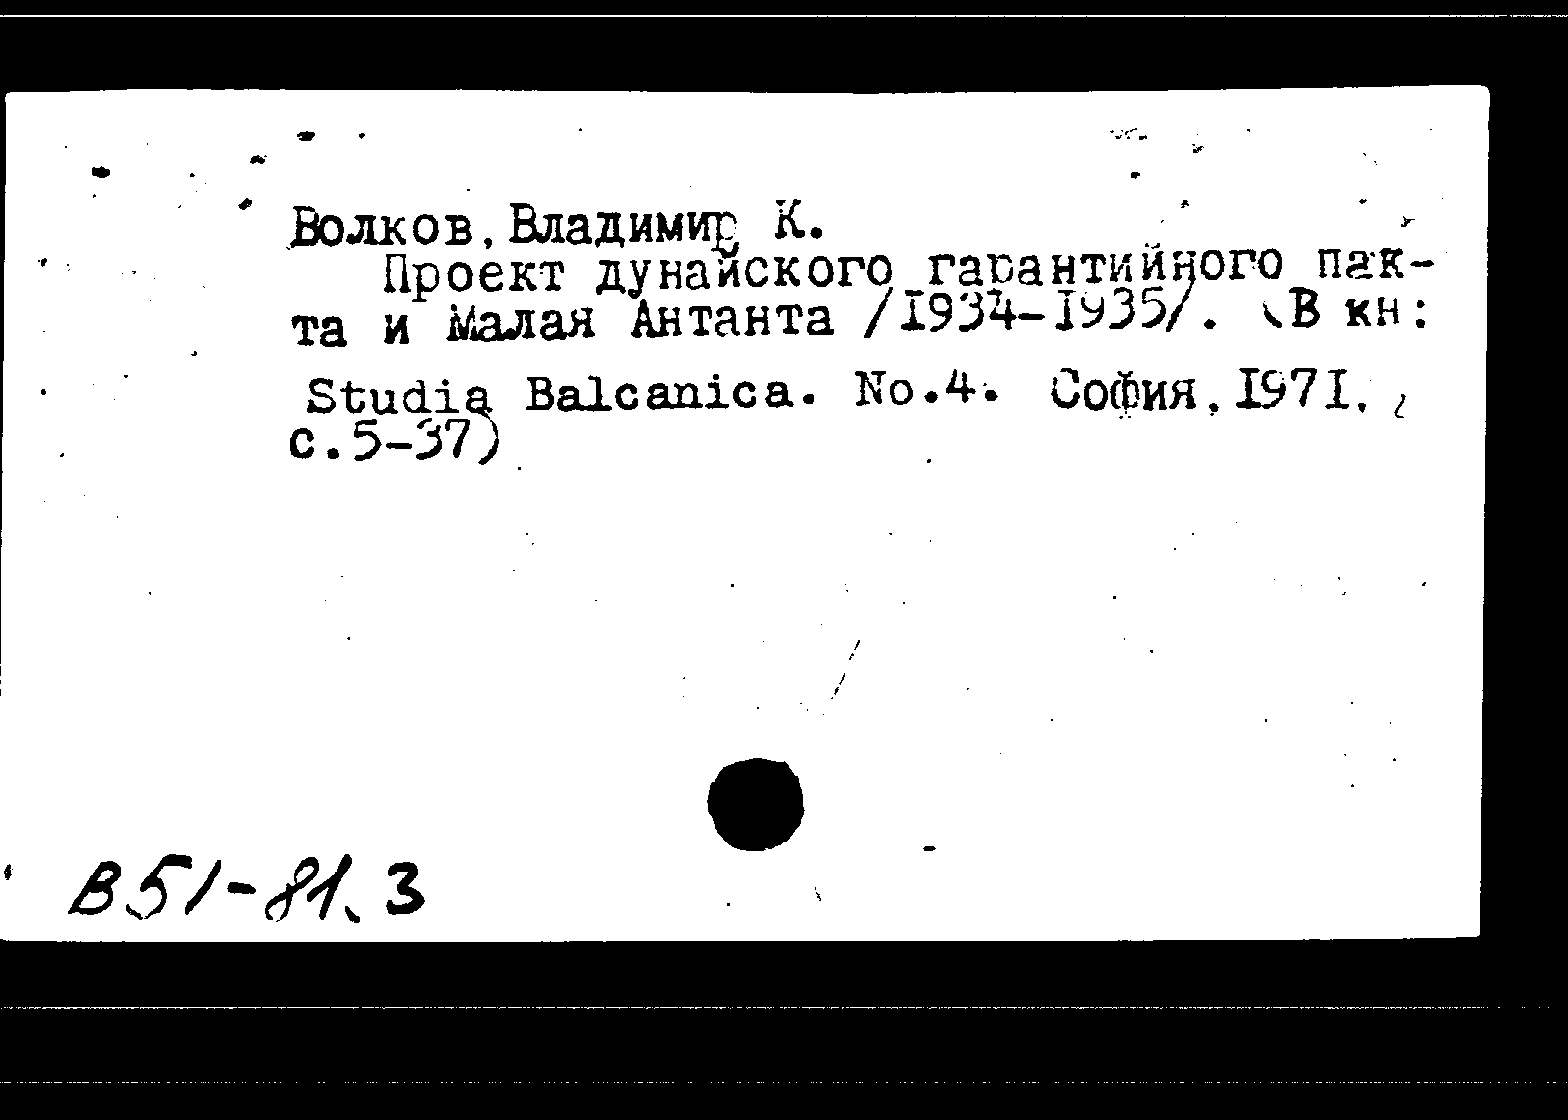 Волков, Владимир К.
Проект дунайского гарантийного пак-
та и Малая Антанта /1934-1935/. (В кн:
Studia Balcanica. No.4. София, 1971,
с.5-37)
В51-81.3